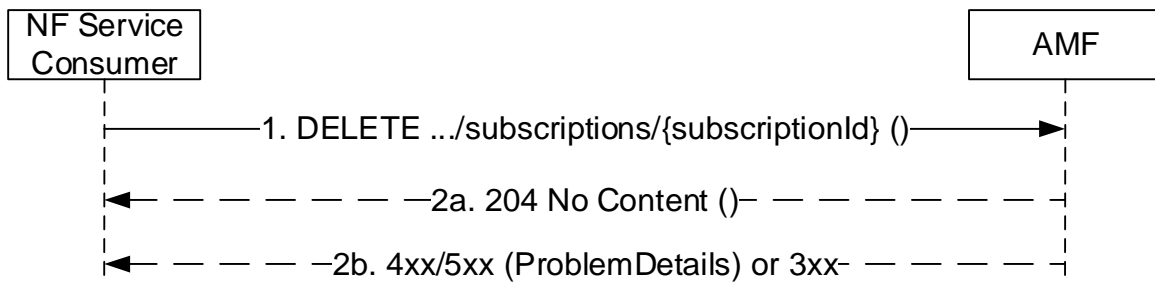 NF Service
Consumer
AMF
1. DELETE .../subscriptions/{subscriptionId} ()
2a. 204 No Content ()
2b. 4xx/5xx (ProblemDetails) or 3xx